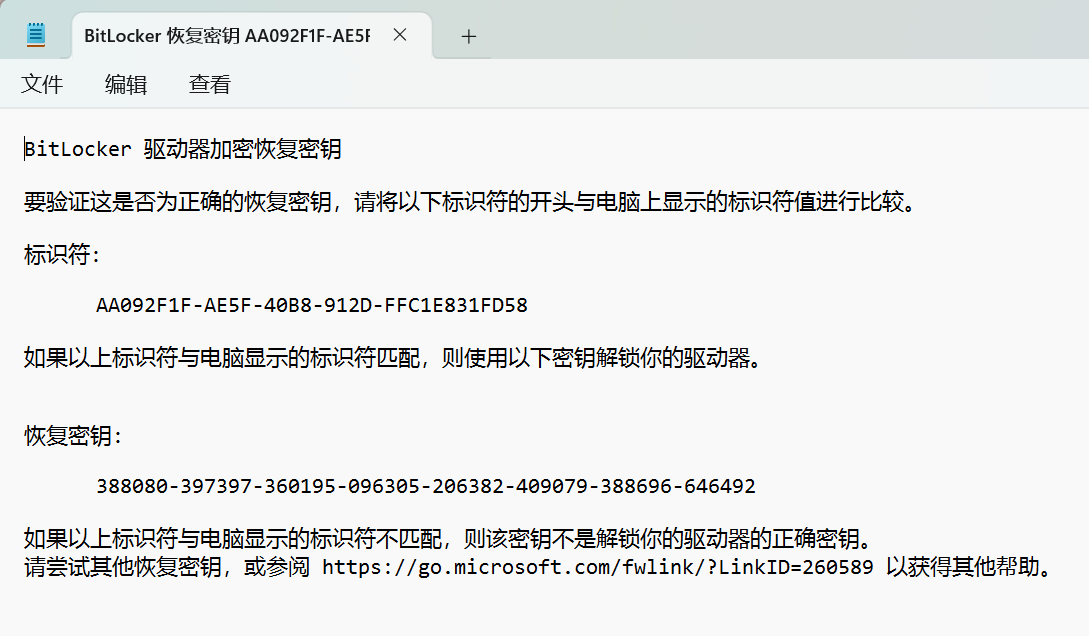 BitLocker 恢复密钥 AA092F1F-AE5F
文件 编辑 查看
BitLocker 驱动器加密恢复密钥
要验证这是否为正确的恢复密钥，请将以下标识符的开头与电脑上显示的标识符值进行比较。
标识符：
AA092F1F-AE5F-40B8-912D-FFC1E831FD58
如果以上标识符与电脑显示的标识符匹配，则使用以下密钥解锁你的驱动器。
恢复密钥：
388080-397397-360195-096305-206382-409079-388696-646492
如果以上标识符与电脑显示的标识符不匹配，则该密钥不是解锁你的驱动器的正确密钥。
请尝试其他恢复密钥，或参阅 https://go.microsoft.com/fwlink/?LinkID=260589 以获得其他帮助。